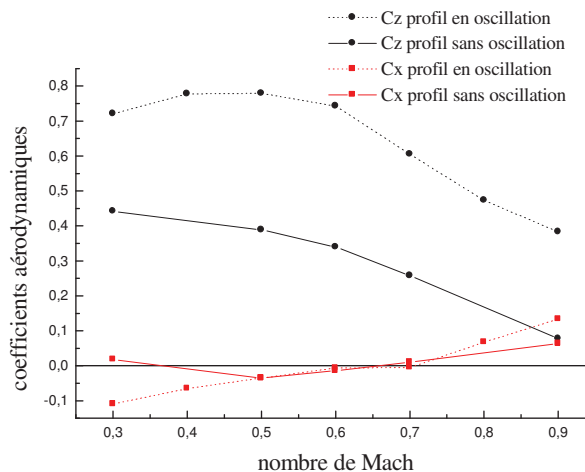 Cz profil en oscillation
Cz profil sans oscillation
Cx profil en oscillation
Cx profil sans oscillation
coefficients aérodynamiques
0,8
0,7
0,6
0,5
0,4
0,3
0,2
0,1
0,0
-0,1
0,3 0,4 0,5 0,6 0,7 0,8 0,9
nombre de Mach